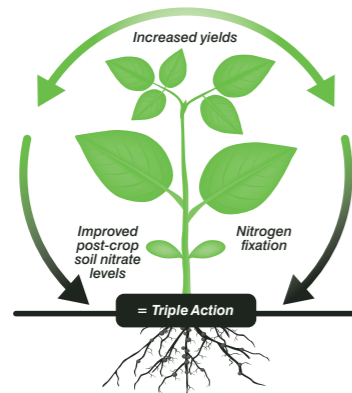 Increased yields
Improved
post-crop
soil nitrate
levels
Nitrogen
fixation
= Triple Action